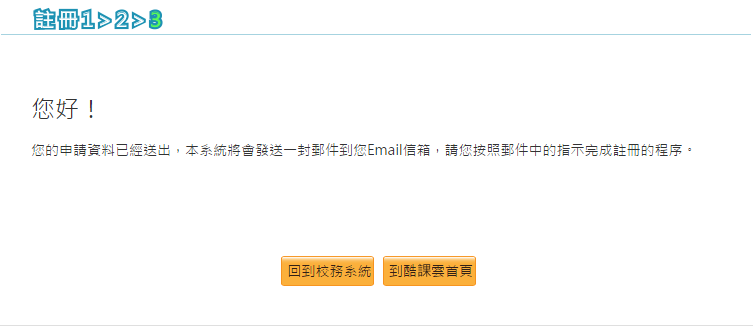 註冊1>2>3
您好！
您的申請資料已經送出，本系統將會發送一封郵件到您Email信箱，請您按照郵件中的指示完成註冊的程序。
回到校務系統 到酷課雲首頁